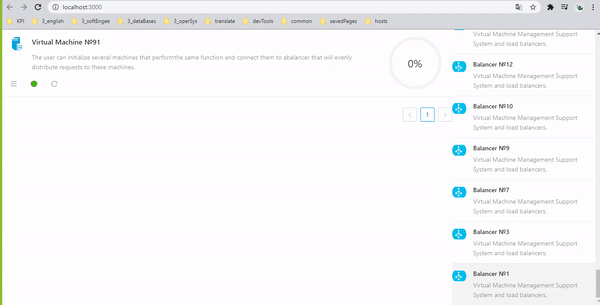 localhost:3000
KPI 3_english 3_softEngee 3_dataBases 3_operSys translate devTools common savedPages hosts
Virtual Machine №91
The user can initialize several machines that performthe same function and connect them to abalancer that will evenly
distribute requests to these machines.
0%
1
Virtual Machine Management Support
System and load balancers.
Balancer №12
Virtual Machine Management Support
System and load balancers.
Balancer №10
Virtual Machine Management Support
System and load balancers.
Balancer №9
Virtual Machine Management Support
System and load balancers.
Balancer №7
Virtual Machine Management Support
System and load balancers.
Balancer №3
Virtual Machine Management Support
System and load balancers.
Balancer №1
Virtual Machine Management Support
System and load balancers.